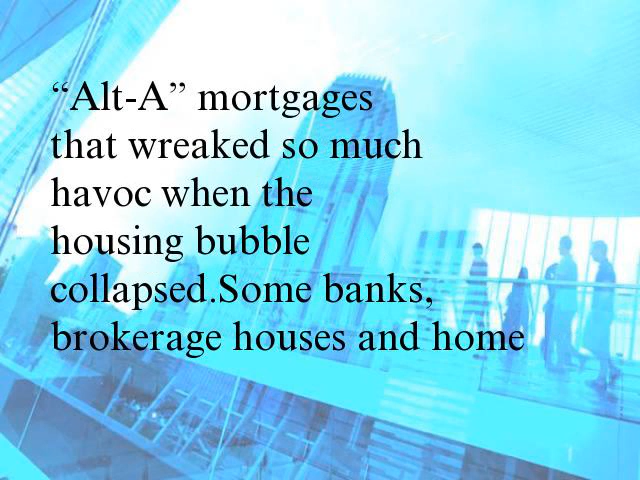 “Alt-A” mortgages
that wreaked so much
havoc when the
housing bubble
collapsed.Some banks,
brokerage houses and home